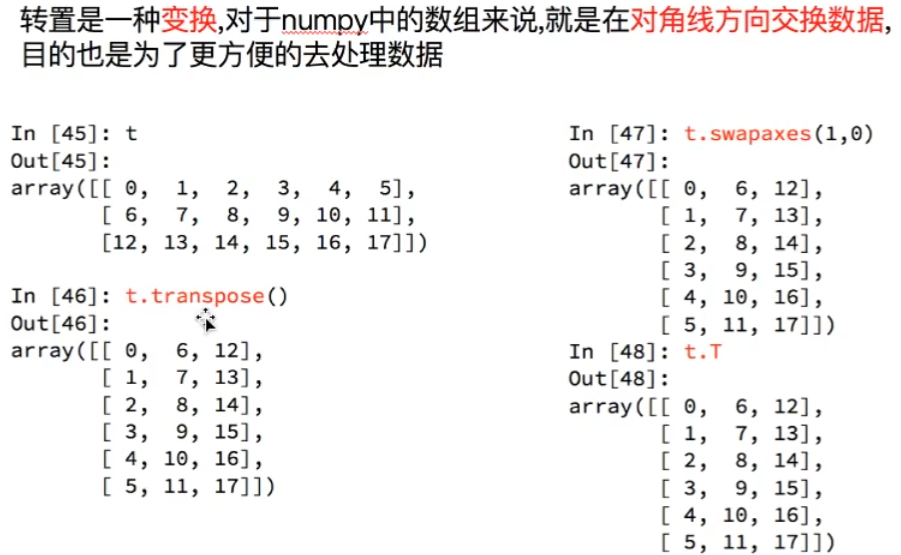 转置是一种变换,对于numpy中的数组来说,就是在对角线方向交换数据,
目的也是为了更方便的去处理数据
In [45]: t
Out[45]:
array([[ 0,  1,  2,  3,  4,  5],
       [ 6,  7,  8,  9, 10, 11],
       [12, 13, 14, 15, 16, 17]])
In [46]: t.transpose()
Out[46]:
array([[ 0,  6, 12],
       [ 1,  7, 13],
       [ 2,  8, 14],
       [ 3,  9, 15],
       [ 4, 10, 16],
       [ 5, 11, 17]])
In [47]: t.swapaxes(1,0)
Out[47]:
array([[ 0,  6, 12],
       [ 1,  7, 13],
       [ 2,  8, 14],
       [ 3,  9, 15],
       [ 4, 10, 16],
       [ 5, 11, 17]])
In [48]: t.T
Out[48]:
array([[ 0,  6, 12],
       [ 1,  7, 13],
       [ 2,  8, 14],
       [ 3,  9, 15],
       [ 4, 10, 16],
       [ 5, 11, 17]])